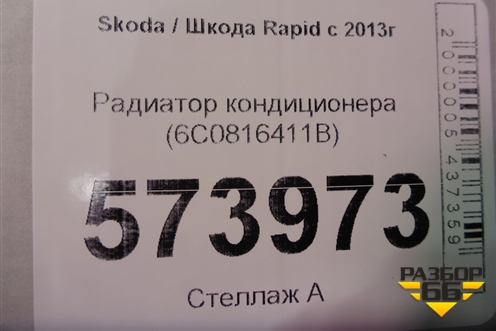 Skoda / Шкода Rapid с 2013г
Радиатор кондиционера
(6C0816411B)
573973
Стеллаж А
2000005437359
РАЗБОР
66